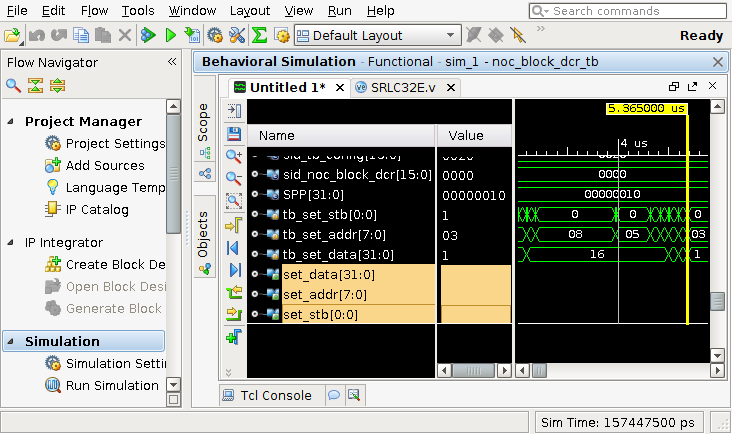 File Edit Flow Tools Window Layout View Run Help Search commands
Default Layout Ready
Flow Navigator
Project Manager
Project Settings
Add Sources
Language Temp
IP Catalog
IP Integrator
Create Block De
Open Block Desi
Generate Block
Simulation
Simulation Setti
Run Simulation
Behavioral Simulation - Functional - sim_1 - noc_block_dcr_tb
Untitled 1* SRLC32E.v
Scope
Objects
Name Value
5.365000 us
4 us
sid_noc_block_dcr[15:0] 0000 0000
SPP[31:0] 00000010 00000010
tb_set_stb[0:0] 1 0 0 0
tb_set_addr[7:0] 03 08 05 03
tb_set_data[31:0] 1 16 1
set_data[31:0]
set_addr[7:0]
set_stb[0:0]
Tcl Console
Sim Time: 157447500 ps